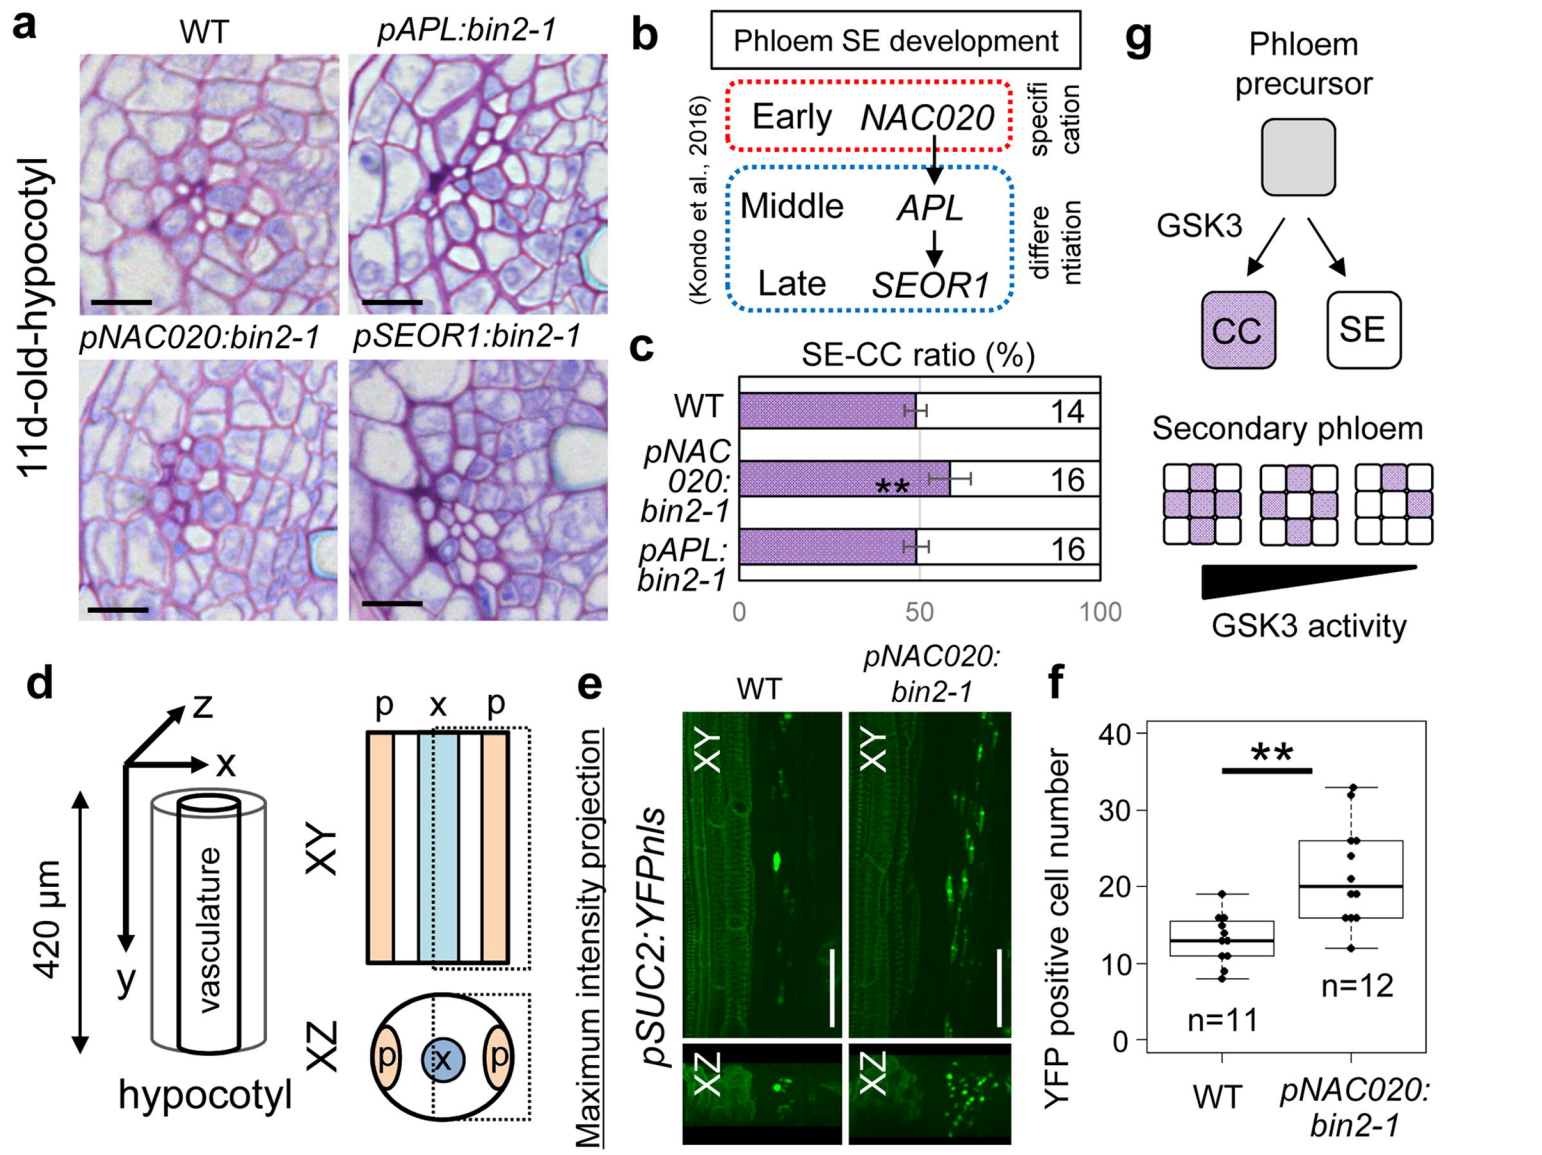 a
WT
pAPL:bin2-1
pNAC020:bin2-1
pSEOR1:bin2-1
11d-old-hypocotyl
b
Phloem SE development
(Kondo et al., 2016)
Early NAC020
specifi
cation
Middle APL
Late SEOR1
differe
ntiation
c
SE-CC ratio (%)
WT
14
pNAC
020:
bin2-1
**
16
pAPL:
bin2-1
16
0
50
100
d
z
x
y
420 µm
vasculature
hypocotyl
p x p
XY
XZ
p x p
e
WT
pNAC020:
bin2-1
Maximum intensity projection
pSUC2:YFPnls
XY
XY
XZ
XZ
f
YFP positive cell number
40
30
20
10
0
**
n=11
n=12
WT
pNAC020:
bin2-1
g
Phloem
precursor
GSK3
CC
SE
Secondary phloem
GSK3 activity